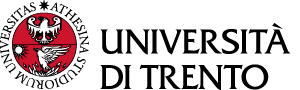 ATHESINA STUDIORUM UNIVERSITAS
UNIVERSITÀ
DI TRENTO